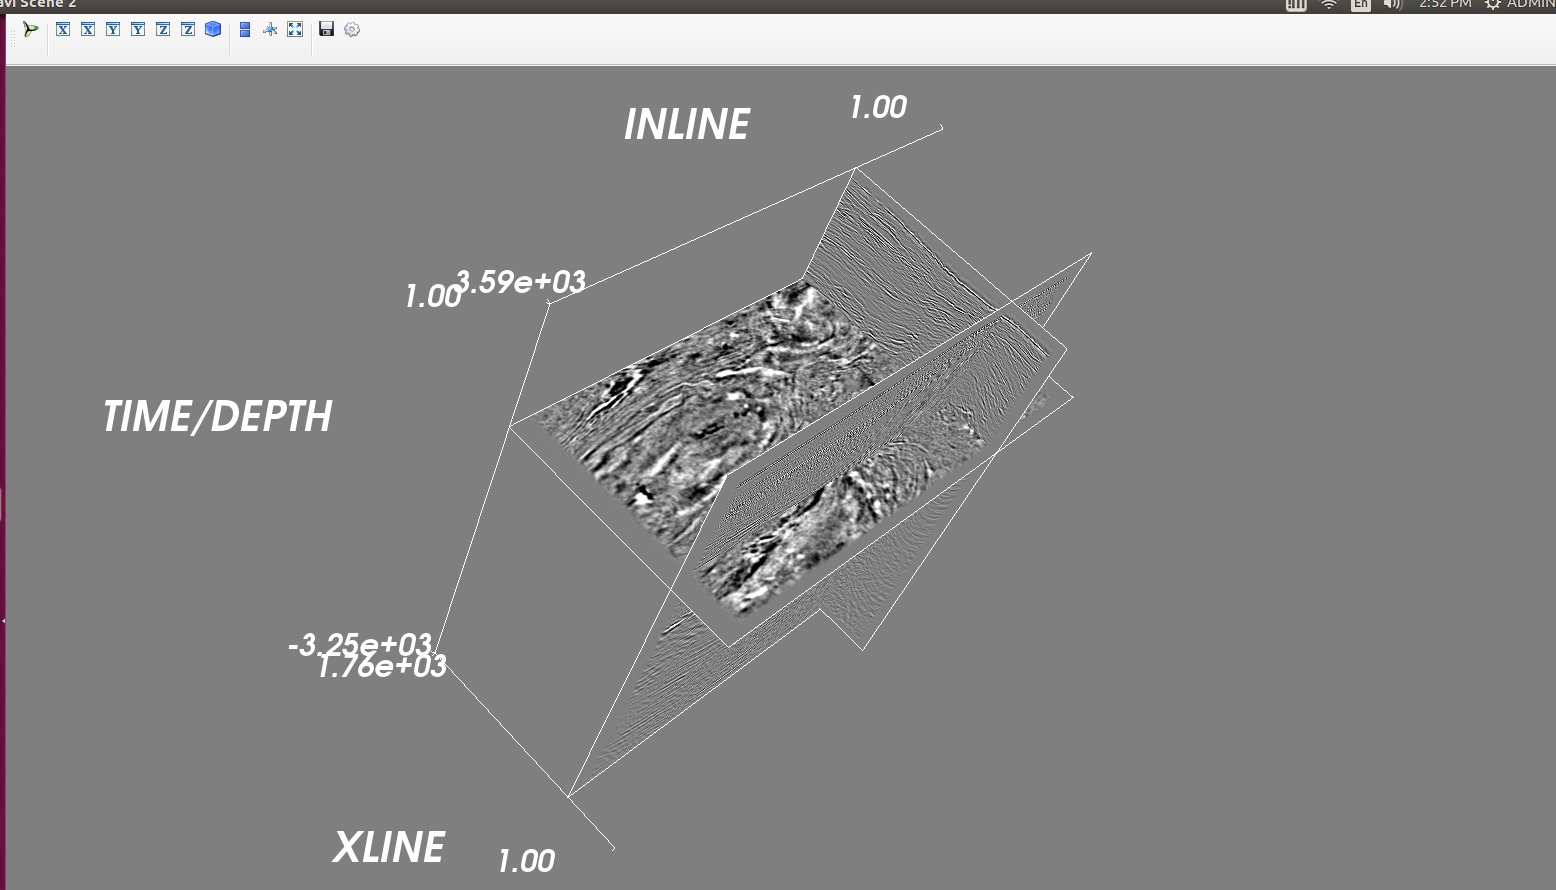 avi Scene 2
En
2:52 PM
ADMIN
X X Y Y Z Z
INLINE
1.00
1.00
3.59e+03
TIME/DEPTH
-3.25e+03
1.76e+03
XLINE
1.00